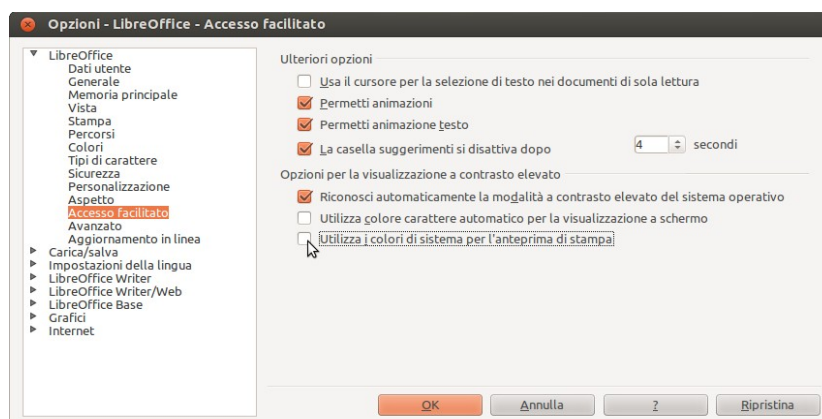 Opzioni - LibreOffice - Accesso facilitato
LibreOffice
Dati utente
Generale
Memoria principale
Vista
Stampa
Percorsi
Colori
Tipi di carattere
Sicurezza
Personalizzazione
Aspetto
Accesso facilitato
Avanzato
Aggiornamento in linea
Carica/salva
Impostazioni della lingua
LibreOffice Writer
LibreOffice Writer/Web
LibreOffice Base
Grafici
Internet
Ulteriori opzioni
Usa il cursore per la selezione di testo nei documenti di sola lettura
Permetti animazioni
Permetti animazione testo
La casella suggerimenti si disattiva dopo 4 secondi
Opzioni per la visualizzazione a contrasto elevato
Riconosci automaticamente la modalità a contrasto elevato del sistema operativo
Utilizza colore carattere automatico per la visualizzazione a schermo
Utilizza i colori di sistema per l'anteprima di stampa
OK Annulla ? Ripristina